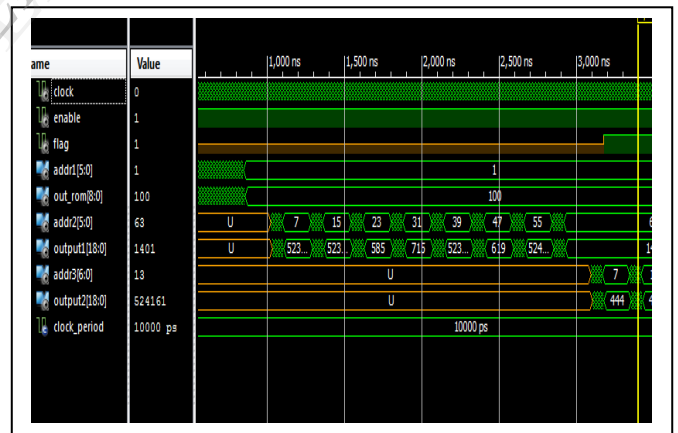 ame Value
1,000 ns 1,500 ns 2,000 ns 2,500 ns 3,000 ns
clock 0
enable 1
flag 1
addr1[5:0] 1 1
out_rom[8:0] 100 100
addr2[5:0] 63 U 7 15 23 31 39 47 55 6
output1[18:0] 1401 U 523... 523... 585 715 523... 619 524... 14
addr3[6:0] 13 U 7
output2[18:0] 524161 U 444 4
clock_period 10000 ps 10000 ps